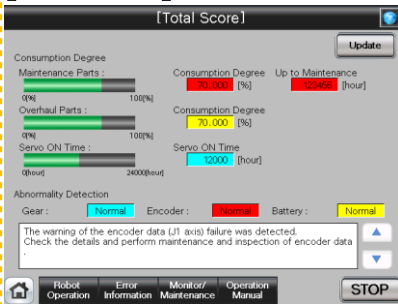 [Total Score]
Update
Consumption Degree
Maintenance Parts :
Consumption Degree
Up to Maintenance
70.000 [%]
123456 [hour]
0[%]
100[%]
Overhaul Parts :
Consumption Degree
70.000 [%]
0[%]
100[%]
Servo ON Time :
Servo ON Time
12000 [hour]
0[hour]
24000[hour]
Abnormality Detection
Gear : Normal Encoder : Normal Battery : Normal
The warning of the encoder data (J1 axis) failure was detected.
Check the details and perform maintenance and inspection of encoder data
.
Robot Operation
Error Information
Monitor/ Maintenance
Operation Manual
STOP